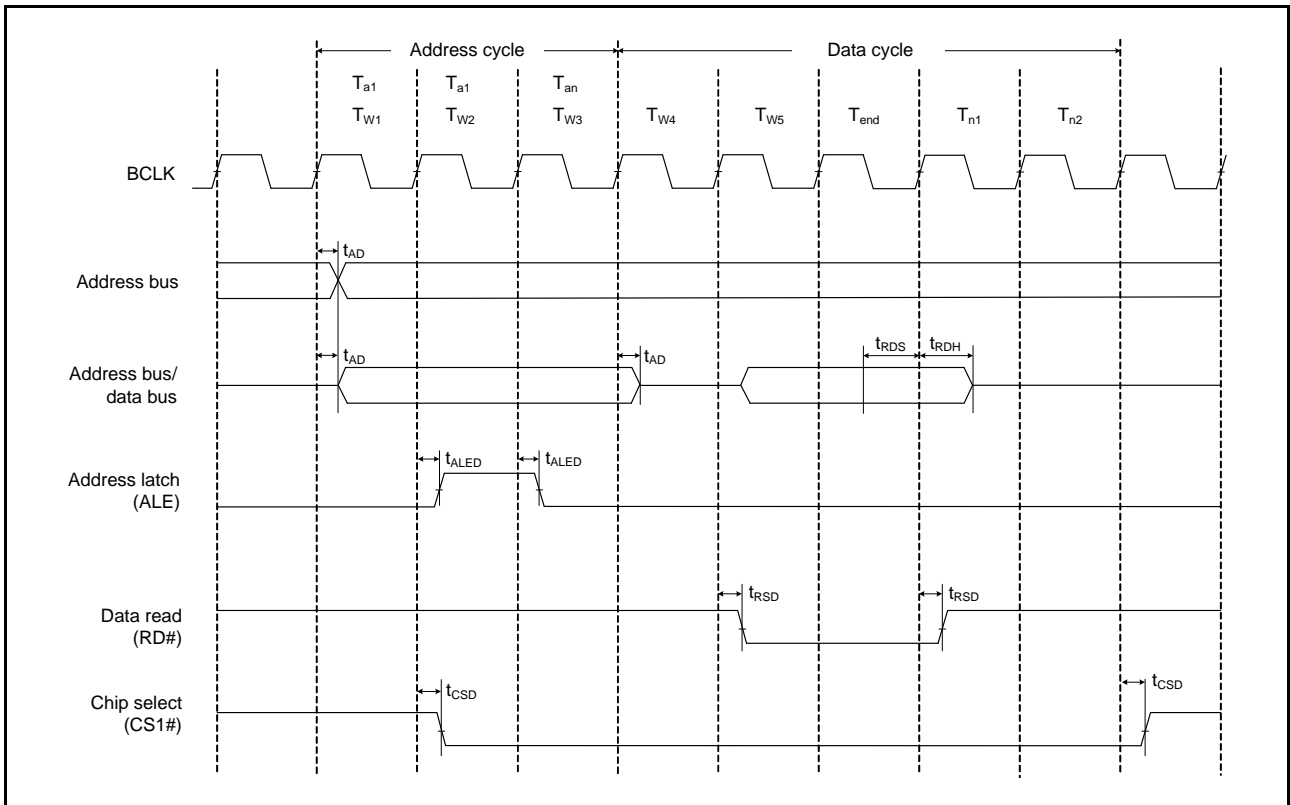 Address cycle Data cycle
Ta1 Ta1 Tan
TW1 TW2 TW3 TW4 TW5 Tend Tn1 Tn2
BCLK
tAD
Address bus
tAD tAD tRDS tRDH
Address bus/
data bus
tALED tALED
Address latch
(ALE)
tRSD tRSD
Data read
(RD#)
tCSD tCSD
Chip select
(CS1#)